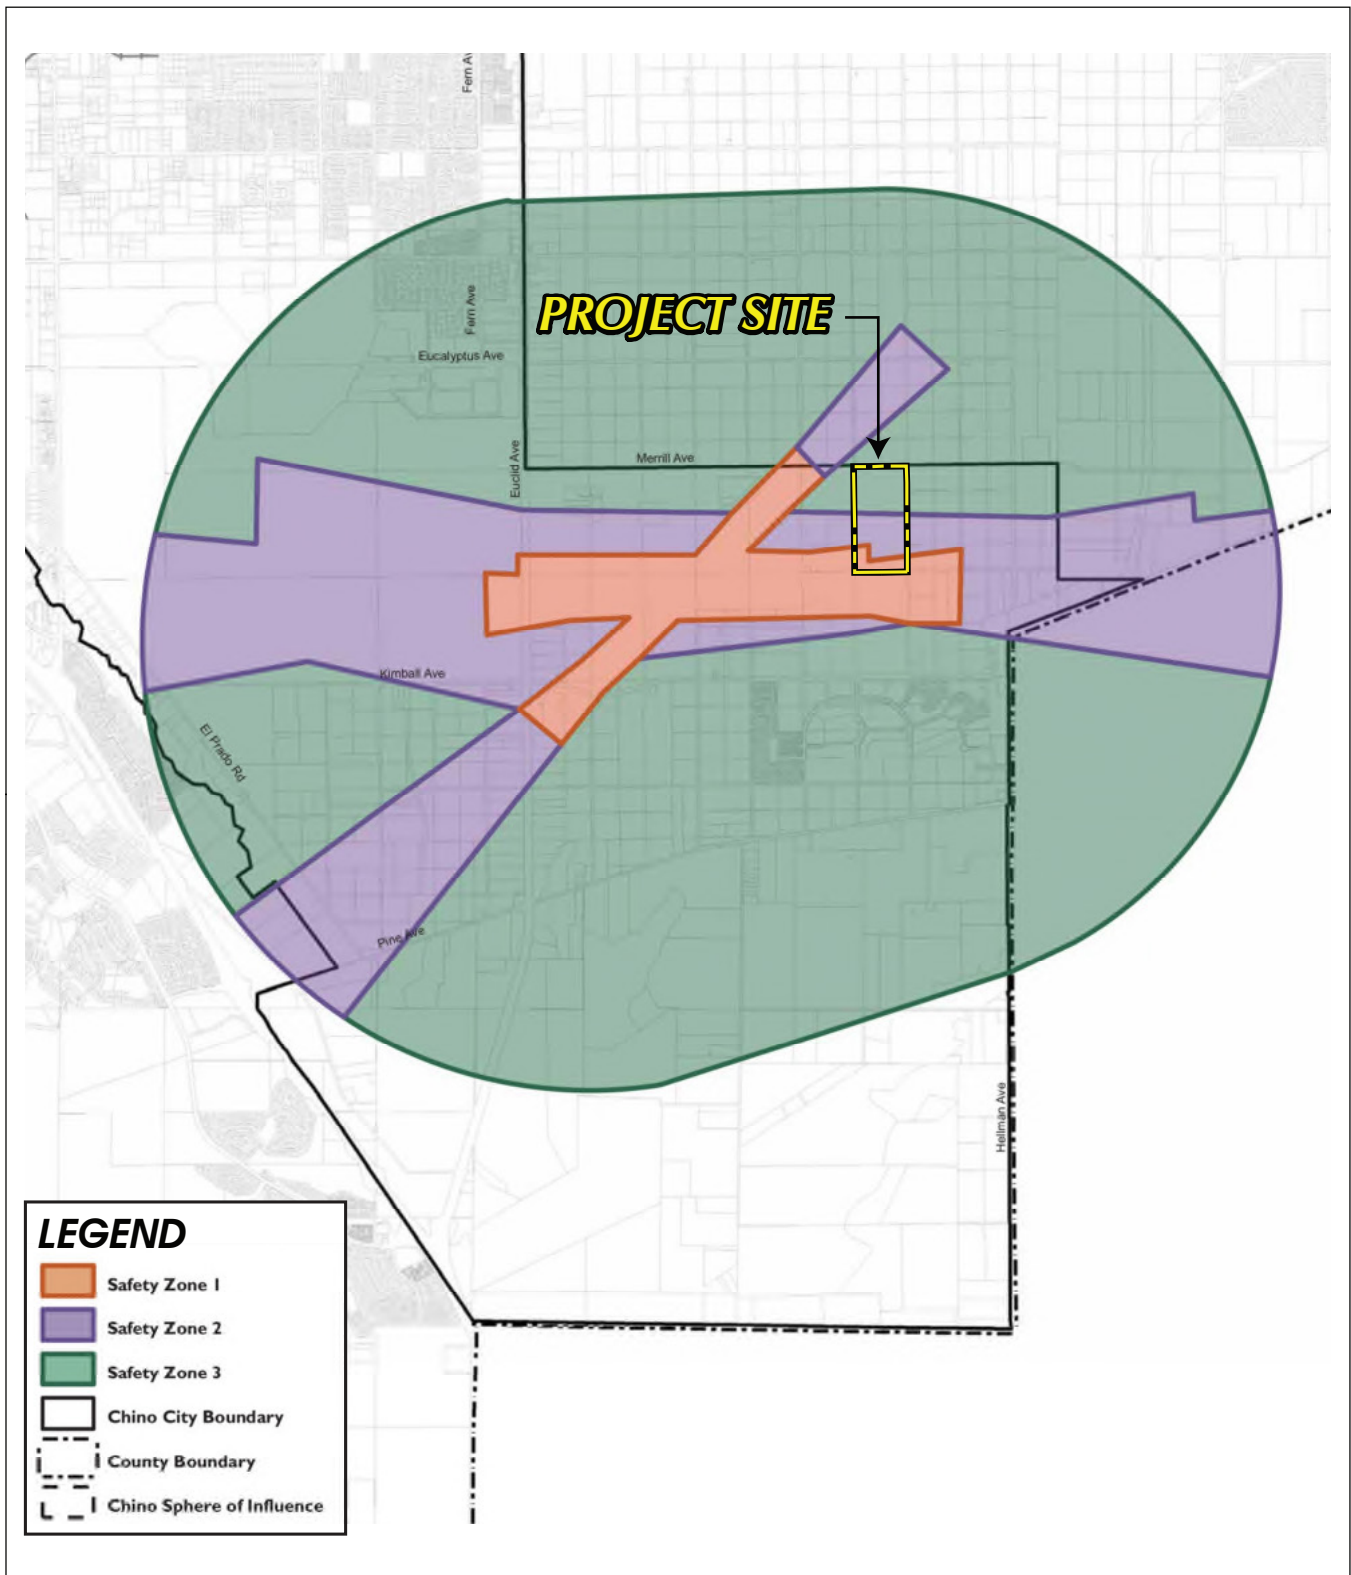 Fern Av
Fern Ave
PROJECT SITE
Eucalyptus Ave
Euclid Ave
Merrill Ave
Kimball Ave
El Prado Rd
Pine Ave
Hellman Ave
LEGEND
Safety Zone 1
Safety Zone 2
Safety Zone 3
Chino City Boundary
County Boundary
Chino Sphere of Influence